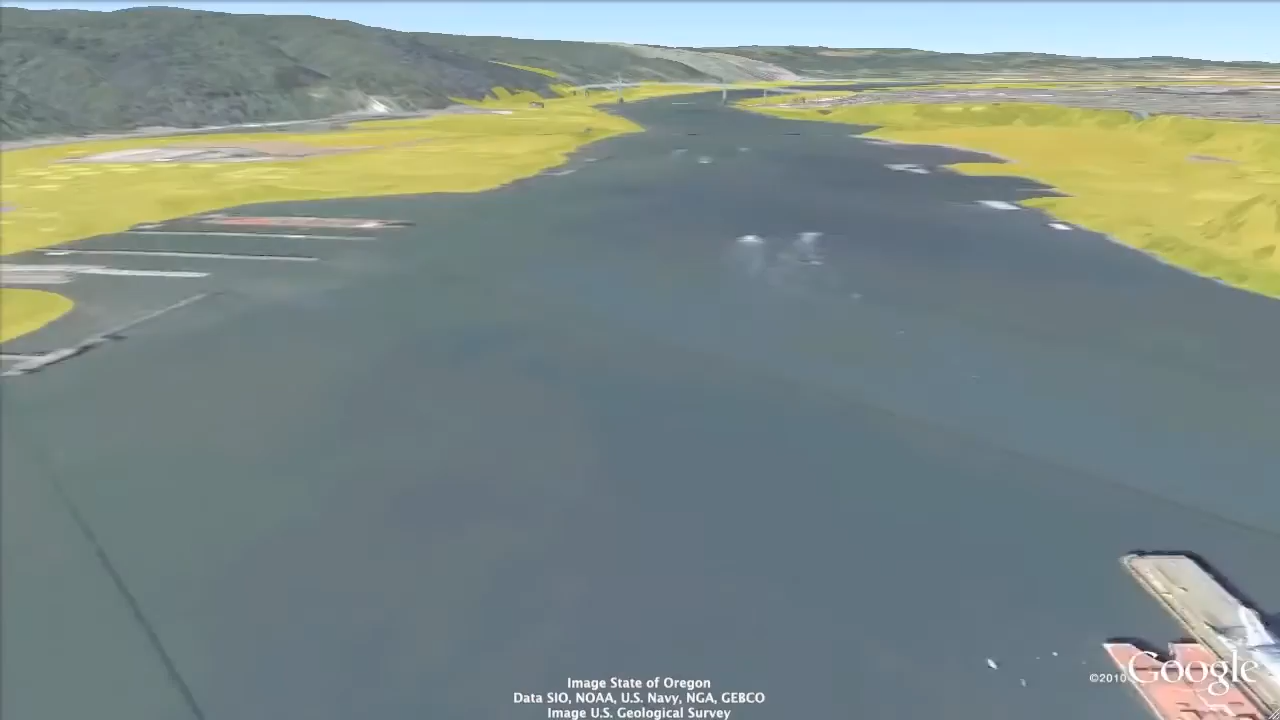 Image State of Oregon
Data SIO, NOAA, U.S. Navy, NGA, GEBCO
Image U.S. Geological Survey
©2010 Google